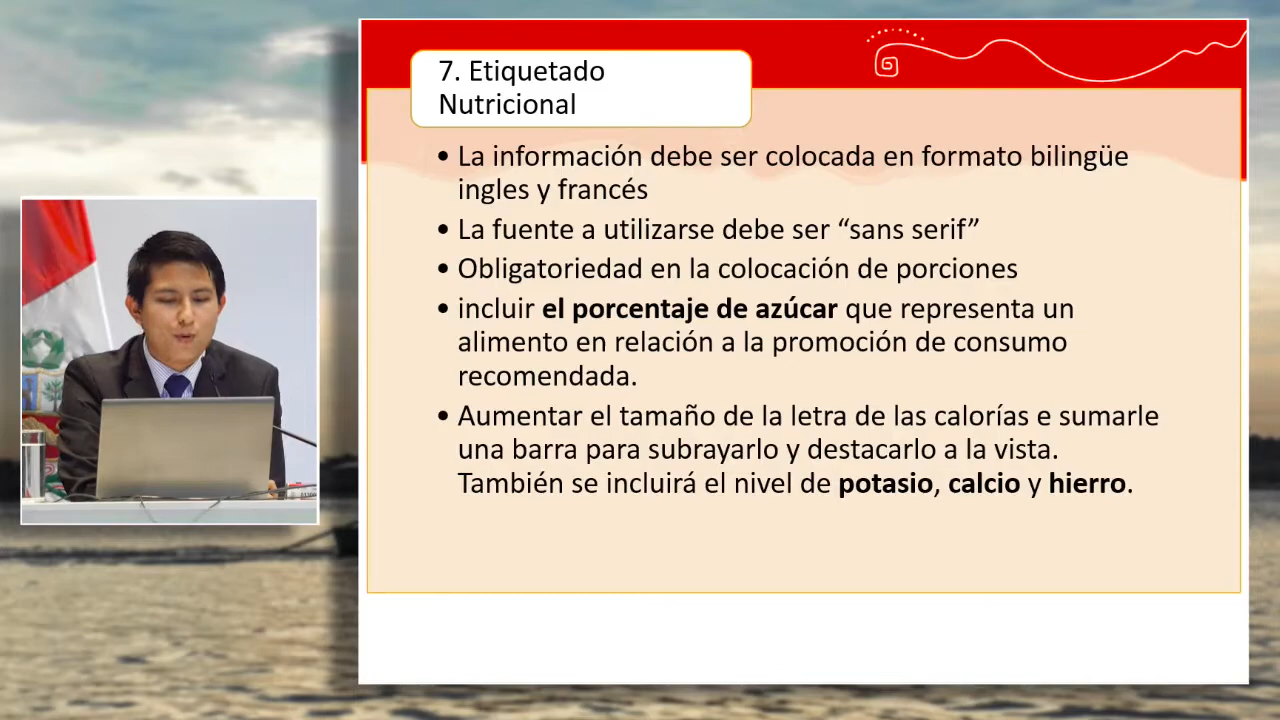 7. Etiquetado
Nutricional
• La información debe ser colocada en formato bilingüe
ingles y francés
• La fuente a utilizarse debe ser “sans serif”
• Obligatoriedad en la colocación de porciones
• incluir el porcentaje de azúcar que representa un
alimento en relación a la promoción de consumo
recomendada.
• Aumentar el tamaño de la letra de las calorías e sumarle
una barra para subrayarlo y destacarlo a la vista.
También se incluirá el nivel de potasio, calcio y hierro.